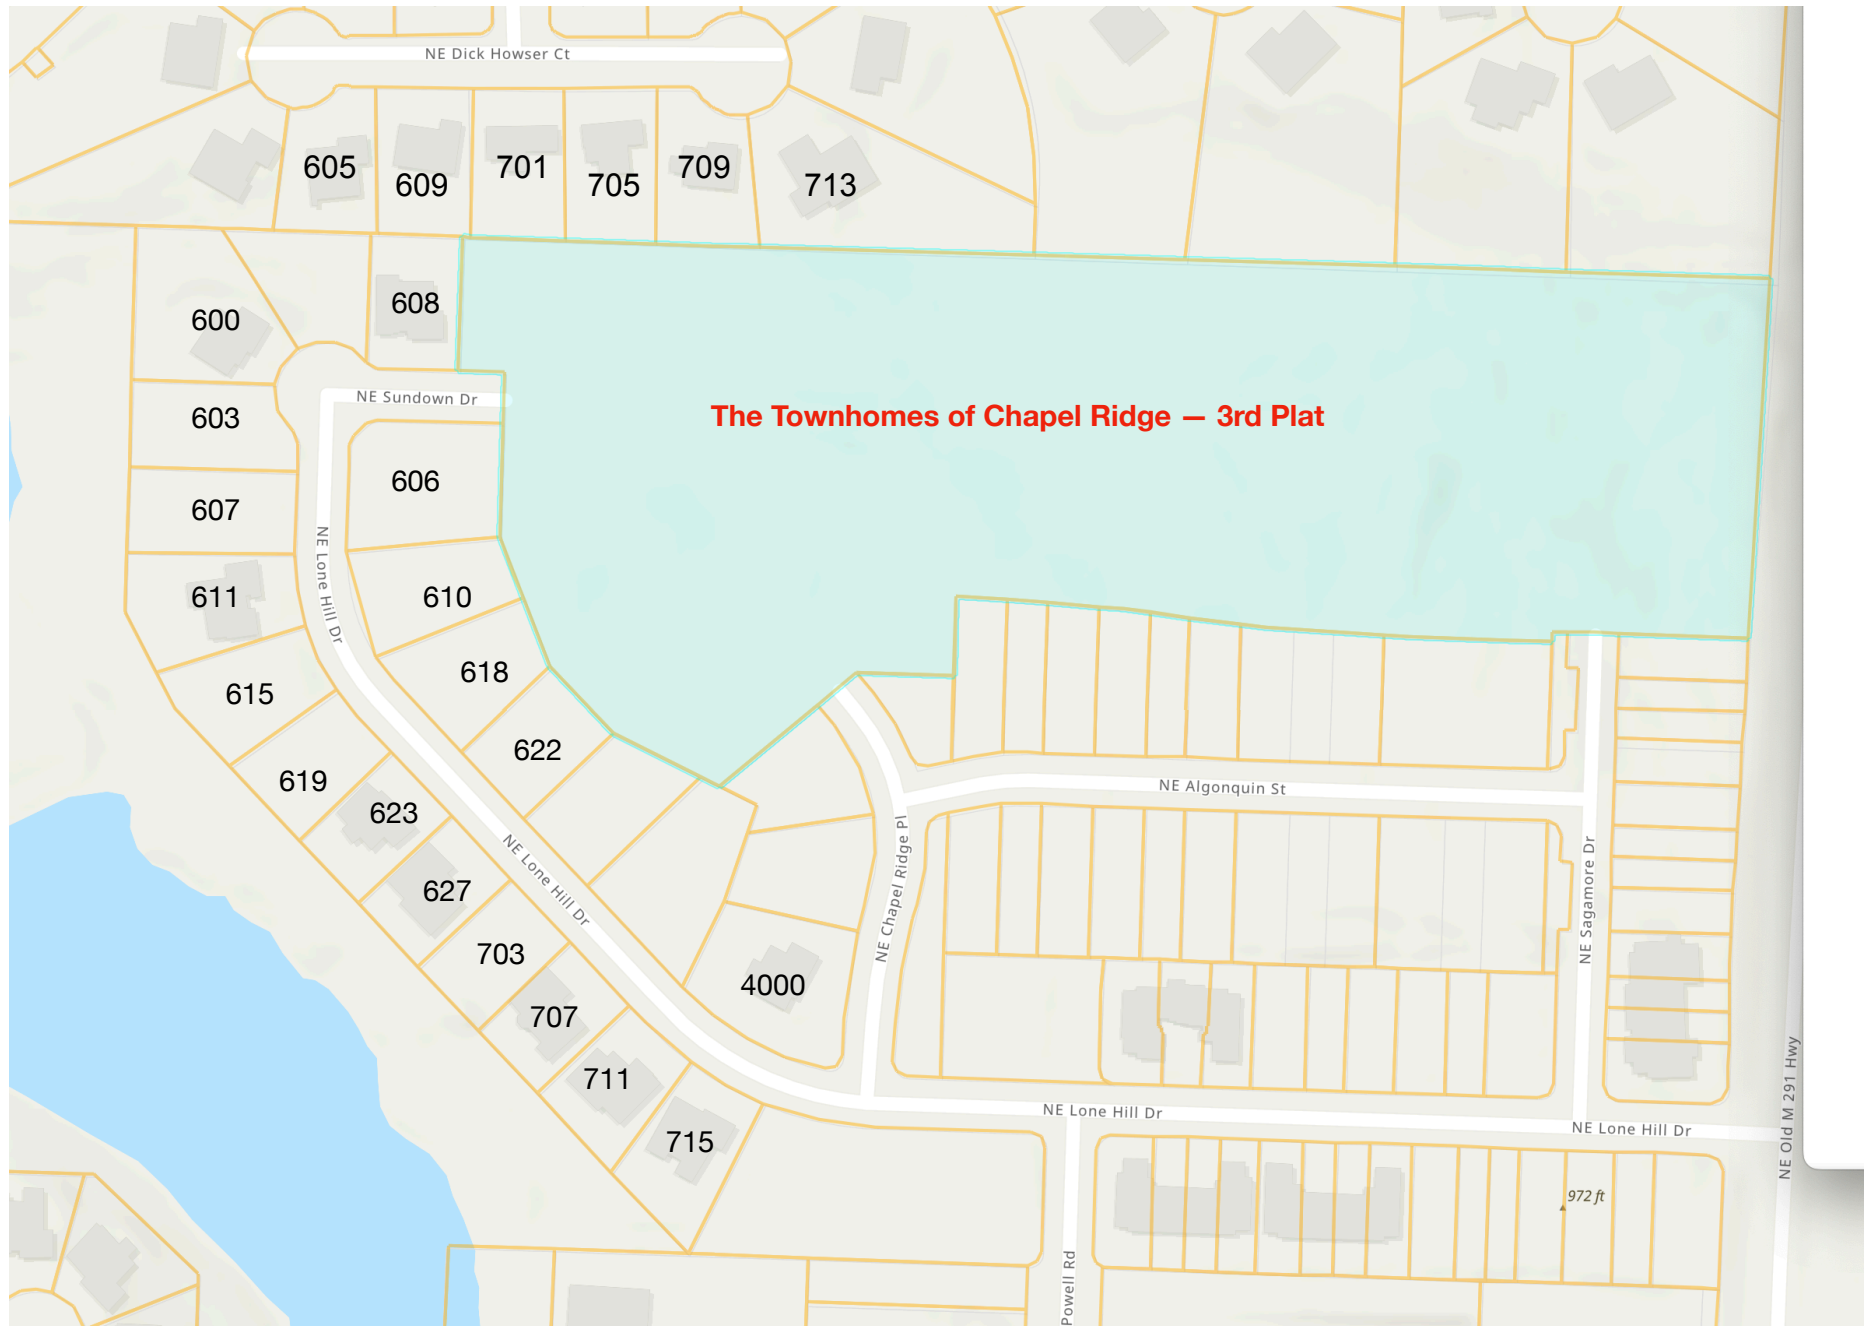 NE Dick Howser Ct
605
609
701
705
709
713
600
608
NE Sundown Dr
603
The Townhomes of Chapel Ridge — 3rd Plat
606
607
NE Lone Hill Dr
611
610
615
618
622
619
623
NE Algonquin St
NE Chapel Ridge Pl
NE Lone Hill Dr
627
NE Sagamore Dr
703
4000
707
711
NE Lone Hill Dr
NE Lone Hill Dr
NE Old M 291 Hwy
715
972 ft
Powell Rd